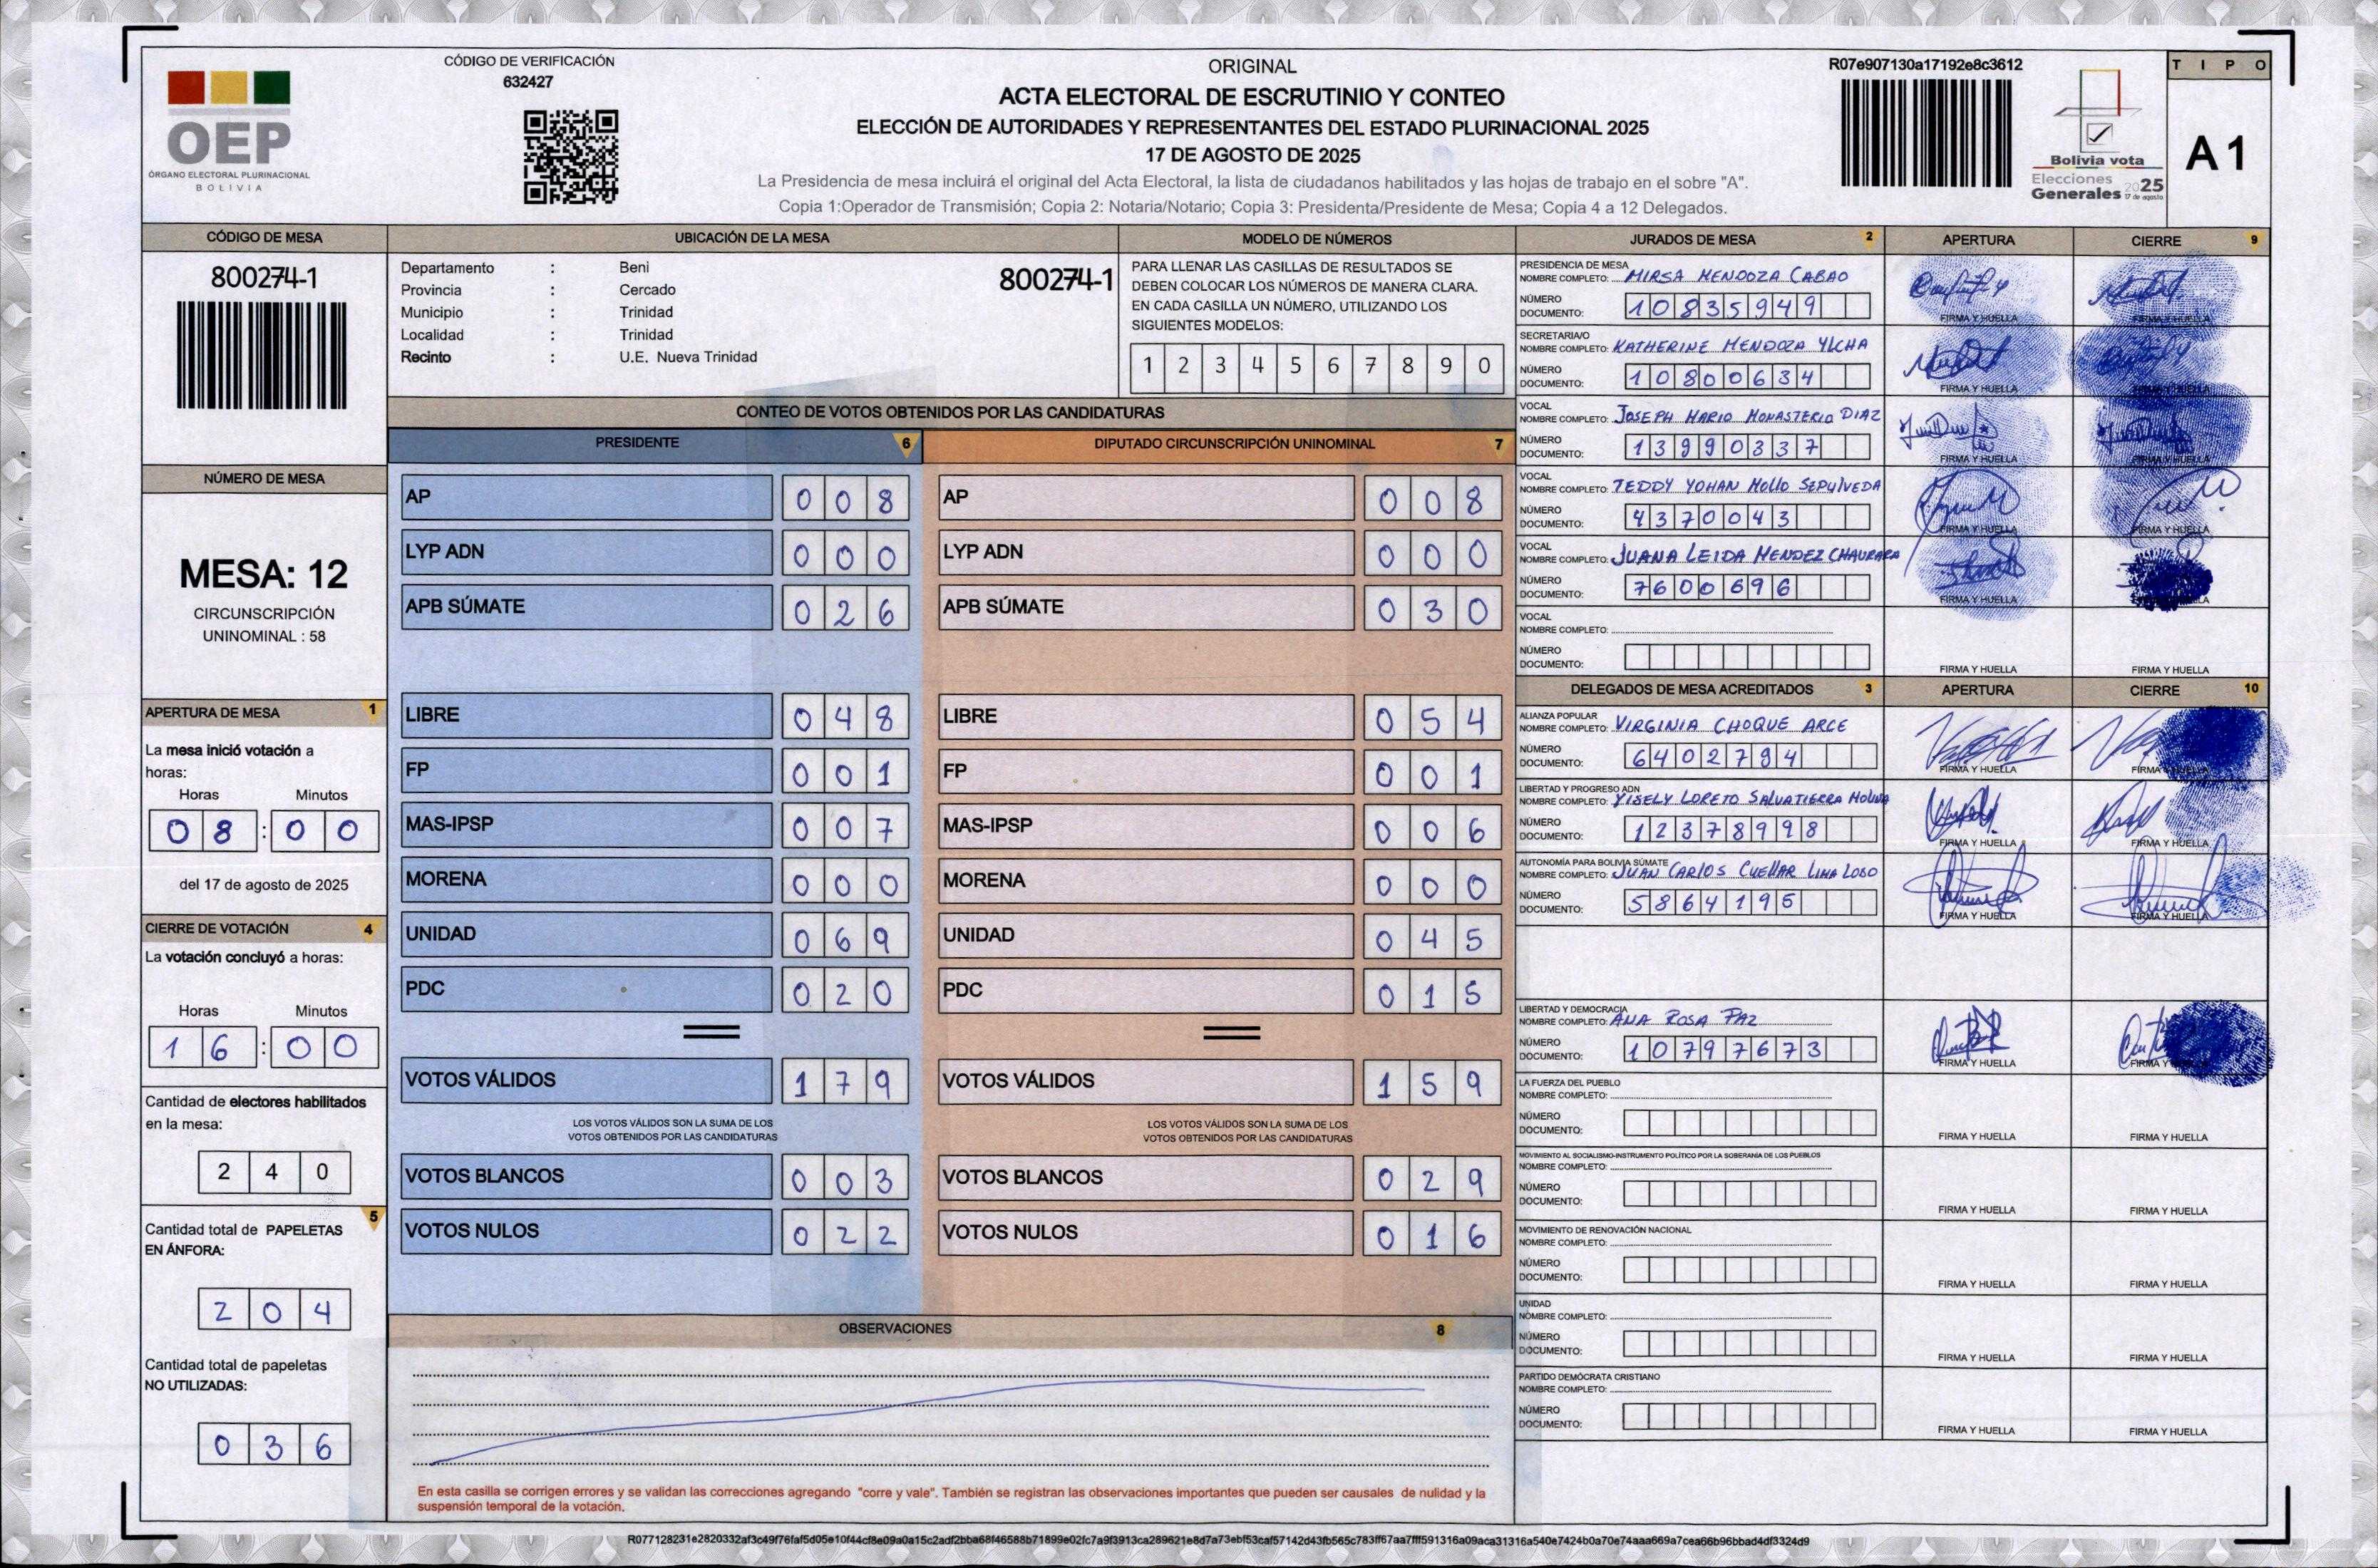 CÓDIGO DE VERIFICACIÓN
632427
OEP
ÓRGANO ELECTORAL PLURINACIONAL
BOLIVIA
ORIGINAL
ACTA ELECTORAL DE ESCRUTINIO Y CONTEO
ELECCIÓN DE AUTORIDADES Y REPRESENTANTES DEL ESTADO PLURINACIONAL 2025
17 DE AGOSTO DE 2025
La Presidencia de mesa incluirá el original del Acta Electoral, la lista de ciudadanos habilitados y las hojas de trabajo en el sobre "A".
Copia 1:Operador de Transmisión; Copia 2: Notaria/Notario; Copia 3: Presidenta/Presidente de Mesa; Copia 4 a 12 Delegados.
R07e907130a17192e8c3612
Bolivia vota
Elecciones
Generales 2025
17 de agosto
TIPO
A1
CÓDIGO DE MESA
800274-1
NÚMERO DE MESA
MESA: 12
CIRCUNSCRIPCIÓN
UNINOMINAL : 58
APERTURA DE MESA 1
La mesa inició votación a
horas:
Horas Minutos
08:00
del 17 de agosto de 2025
CIERRE DE VOTACIÓN 4
La votación concluyó a horas:
Horas Minutos
16:00
Cantidad de electores habilitados
en la mesa:
240
5
Cantidad total de PAPELETAS
EN ÁNFORA:
204
Cantidad total de papeletas
NO UTILIZADAS:
036
UBICACIÓN DE LA MESA
Departamento : Beni
800274-1
Provincia : Cercado
Municipio : Trinidad
Localidad : Trinidad
Recinto : U.E. Nueva Trinidad
MODELO DE NÚMEROS
PARA LLENAR LAS CASILLAS DE RESULTADOS SE
DEBEN COLOCAR LOS NÚMEROS DE MANERA CLARA.
EN CADA CASILLA UN NÚMERO, UTILIZANDO LOS
SIGUIENTES MODELOS:
1 2 3 4 5 6 7 8 9 0
CONTEO DE VOTOS OBTENIDOS POR LAS CANDIDATURAS
PRESIDENTE 6
AP 008
LYP ADN 000
APB SÚMATE 026
LIBRE 048
FP 001
MAS-IPSP 007
MORENA 000
UNIDAD 069
PDC 020
VOTOS VÁLIDOS 179
LOS VOTOS VÁLIDOS SON LA SUMA DE LOS
VOTOS OBTENIDOS POR LAS CANDIDATURAS
VOTOS BLANCOS 003
VOTOS NULOS 022
DIPUTADO CIRCUNSCRIPCIÓN UNINOMINAL 7
AP 008
LYP ADN 000
APB SÚMATE 030
LIBRE 054
FP 001
MAS-IPSP 006
MORENA 000
UNIDAD 045
PDC 015
VOTOS VÁLIDOS 159
LOS VOTOS VÁLIDOS SON LA SUMA DE LOS
VOTOS OBTENIDOS POR LAS CANDIDATURAS
VOTOS BLANCOS 029
VOTOS NULOS 016
OBSERVACIONES 8
En esta casilla se corrigen errores y se validan las correcciones agregando "corre y vale". También se registran las observaciones importantes que pueden ser causales de nulidad y la
suspensión temporal de la votación.
JURADOS DE MESA 2 APERTURA CIERRE 9
PRESIDENCIA DE MESA
NOMBRE COMPLETO: MIRSA MENDOZA CABAO
NÚMERO
DOCUMENTO: 10835949
FIRMA Y HUELLA FIRMA Y HUELLA
SECRETARIA/O
NOMBRE COMPLETO: KATHERINE MENDOZA YLCHA
NÚMERO
DOCUMENTO: 10800634
FIRMA Y HUELLA FIRMA Y HUELLA
VOCAL
NOMBRE COMPLETO: JOSEPH MARIO MONASTERIO DIAZ
NÚMERO
DOCUMENTO: 13990337
FIRMA Y HUELLA FIRMA Y HUELLA
VOCAL
NOMBRE COMPLETO: TEDDY YOHAN MOLLO SEPULVEDA
NÚMERO
DOCUMENTO: 4370043
FIRMA Y HUELLA FIRMA Y HUELLA
VOCAL
NOMBRE COMPLETO: JUANA LEIDA MENDEZ CHAURARA
NÚMERO
DOCUMENTO: 7600696
FIRMA Y HUELLA
VOCAL
NOMBRE COMPLETO:
NÚMERO
DOCUMENTO:
FIRMA Y HUELLA FIRMA Y HUELLA
DELEGADOS DE MESA ACREDITADOS 3 APERTURA CIERRE 10
ALIANZA POPULAR
NOMBRE COMPLETO: VIRGINIA CHOQUE ARCE
NÚMERO
DOCUMENTO: 6402794
FIRMA Y HUELLA FIRMA Y HUELLA
LIBERTAD Y PROGRESO ADN
NOMBRE COMPLETO: YISELY LORETO SALVATIERRA MOLINA
NÚMERO
DOCUMENTO: 12378998
FIRMA Y HUELLA FIRMA Y HUELLA
AUTONOMÍA PARA BOLIVIA SÚMATE
NOMBRE COMPLETO: JUAN CARLOS CUELLAR LIMA LOBO
NÚMERO
DOCUMENTO: 5864195
FIRMA Y HUELLA FIRMA Y HUELLA
LIBERTAD Y DEMOCRACIA
NOMBRE COMPLETO: ANA ROSA PAZ
NÚMERO
DOCUMENTO: 10797673
FIRMA Y HUELLA FIRMA Y
LA FUERZA DEL PUEBLO
NOMBRE COMPLETO:
NÚMERO
DOCUMENTO:
FIRMA Y HUELLA FIRMA Y HUELLA
MOVIMIENTO AL SOCIALISMO-INSTRUMENTO POLÍTICO POR LA SOBERANÍA DE LOS PUEBLOS
NOMBRE COMPLETO:
NÚMERO
DOCUMENTO:
FIRMA Y HUELLA FIRMA Y HUELLA
MOVIMIENTO DE RENOVACIÓN NACIONAL
NOMBRE COMPLETO:
NÚMERO
DOCUMENTO:
FIRMA Y HUELLA FIRMA Y HUELLA
UNIDAD
NOMBRE COMPLETO:
NÚMERO
DOCUMENTO:
FIRMA Y HUELLA FIRMA Y HUELLA
PARTIDO DEMÓCRATA CRISTIANO
NOMBRE COMPLETO:
NÚMERO
DOCUMENTO:
FIRMA Y HUELLA FIRMA Y HUELLA